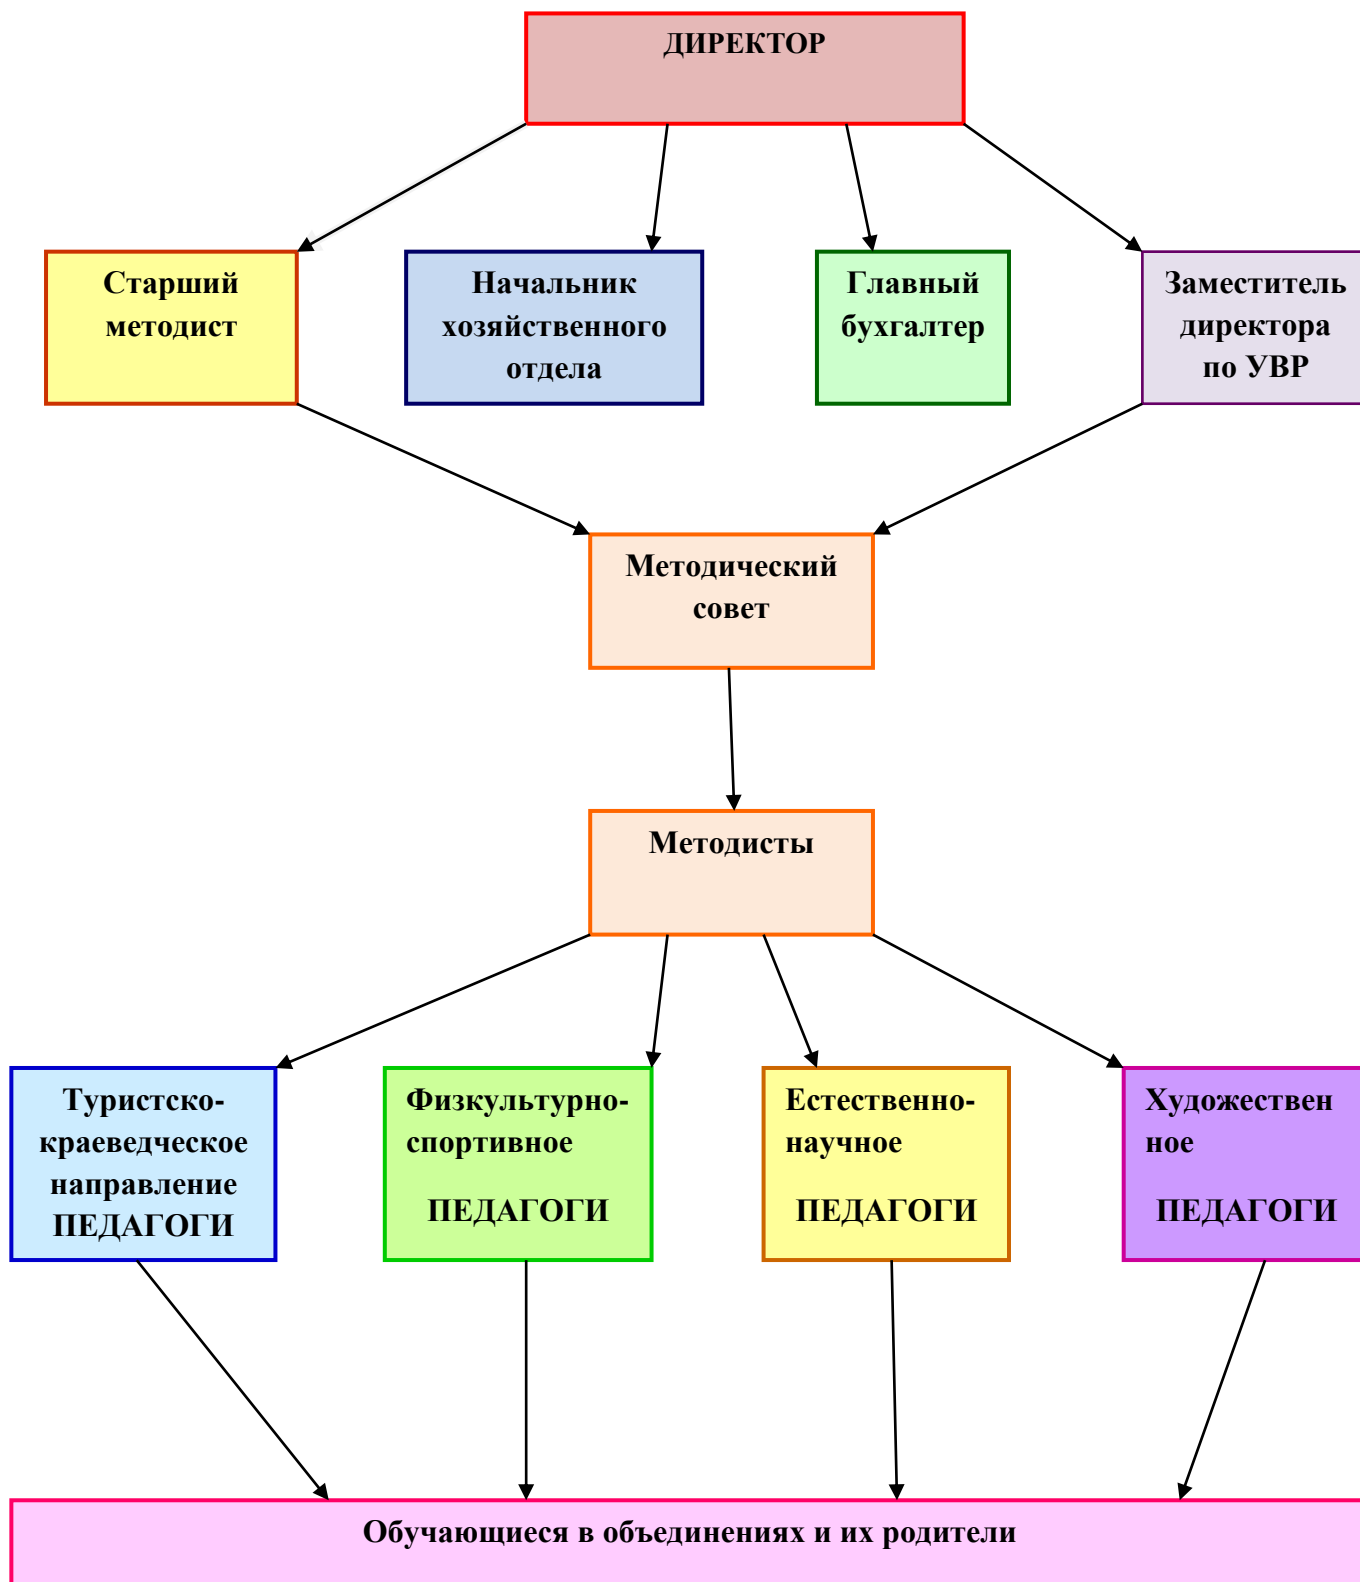 ДИРЕКТОР
Старший
методист
Начальник
хозяйственного
отдела
Главный
бухгалтер
Заместитель
директора
по УВР
Методический
совет
Методисты
Туристско-
краеведческое
направление
ПЕДАГОГИ
Физкультурно-
спортивное
ПЕДАГОГИ
Естественно-
научное
ПЕДАГОГИ
Художествен
ное
ПЕДАГОГИ
Обучающиеся в объединениях и их родители